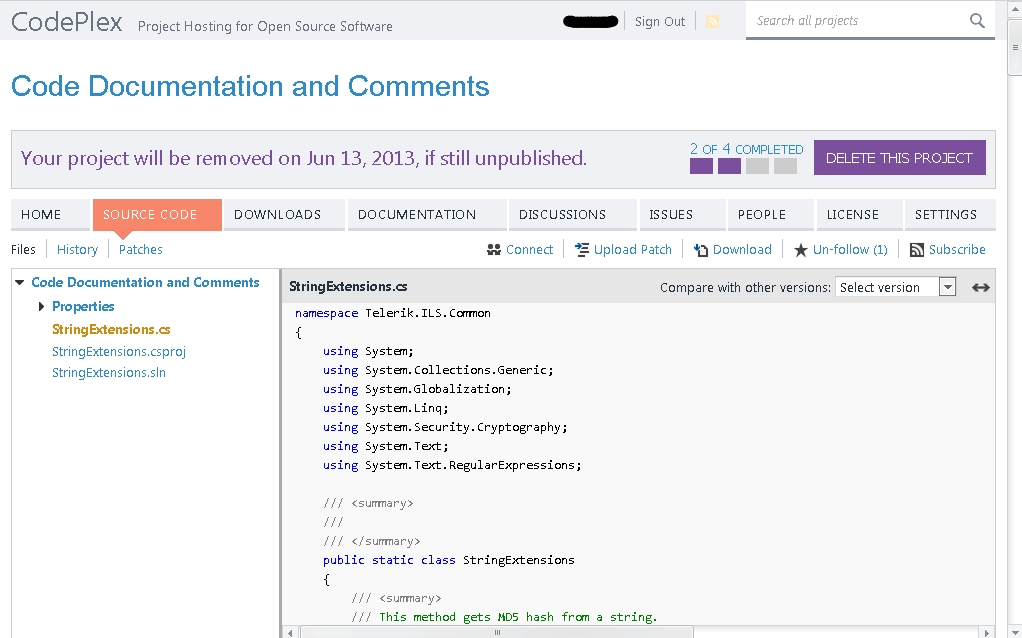 CodePlex Project Hosting for Open Source Software
Sign Out
Search all projects
Code Documentation and Comments
Your project will be removed on Jun 13, 2013, if still unpublished.
2 OF 4 COMPLETED
DELETE THIS PROJECT
HOME SOURCE CODE DOWNLOADS DOCUMENTATION DISCUSSIONS ISSUES PEOPLE LICENSE SETTINGS
Files History Patches Connect Upload Patch Download Un-follow (1) Subscribe
Code Documentation and Comments
Properties
StringExtensions.cs
StringExtensions.csproj
StringExtensions.sln
StringExtensions.cs Compare with other versions: Select version
namespace Telerik.ILS.Common
{
using System;
using System.Collections.Generic;
using System.Globalization;
using System.Linq;
using System.Security.Cryptography;
using System.Text;
using System.Text.RegularExpressions;
/// <summary>
///
/// </summary>
public static class StringExtensions
{
/// <summary>
/// This method gets MD5 hash from a string.